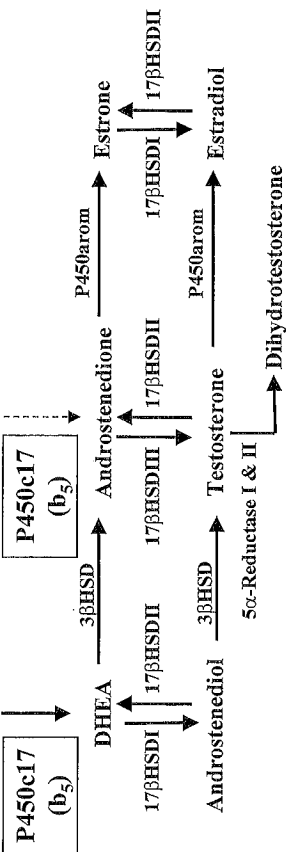 P450c17
(b5)
P450c17
(b5)
DHEA
3βHSD
Androstenedione
P450arom
Estrone
17βHSDI
17βHSDII
17βHSDIII
17βHSDII
17βHSDI
17βHSDII
Androstenediol
3βHSD
Testosterone
P450arom
Estradiol
5α-Reductase I & II
Dihydrotestosterone